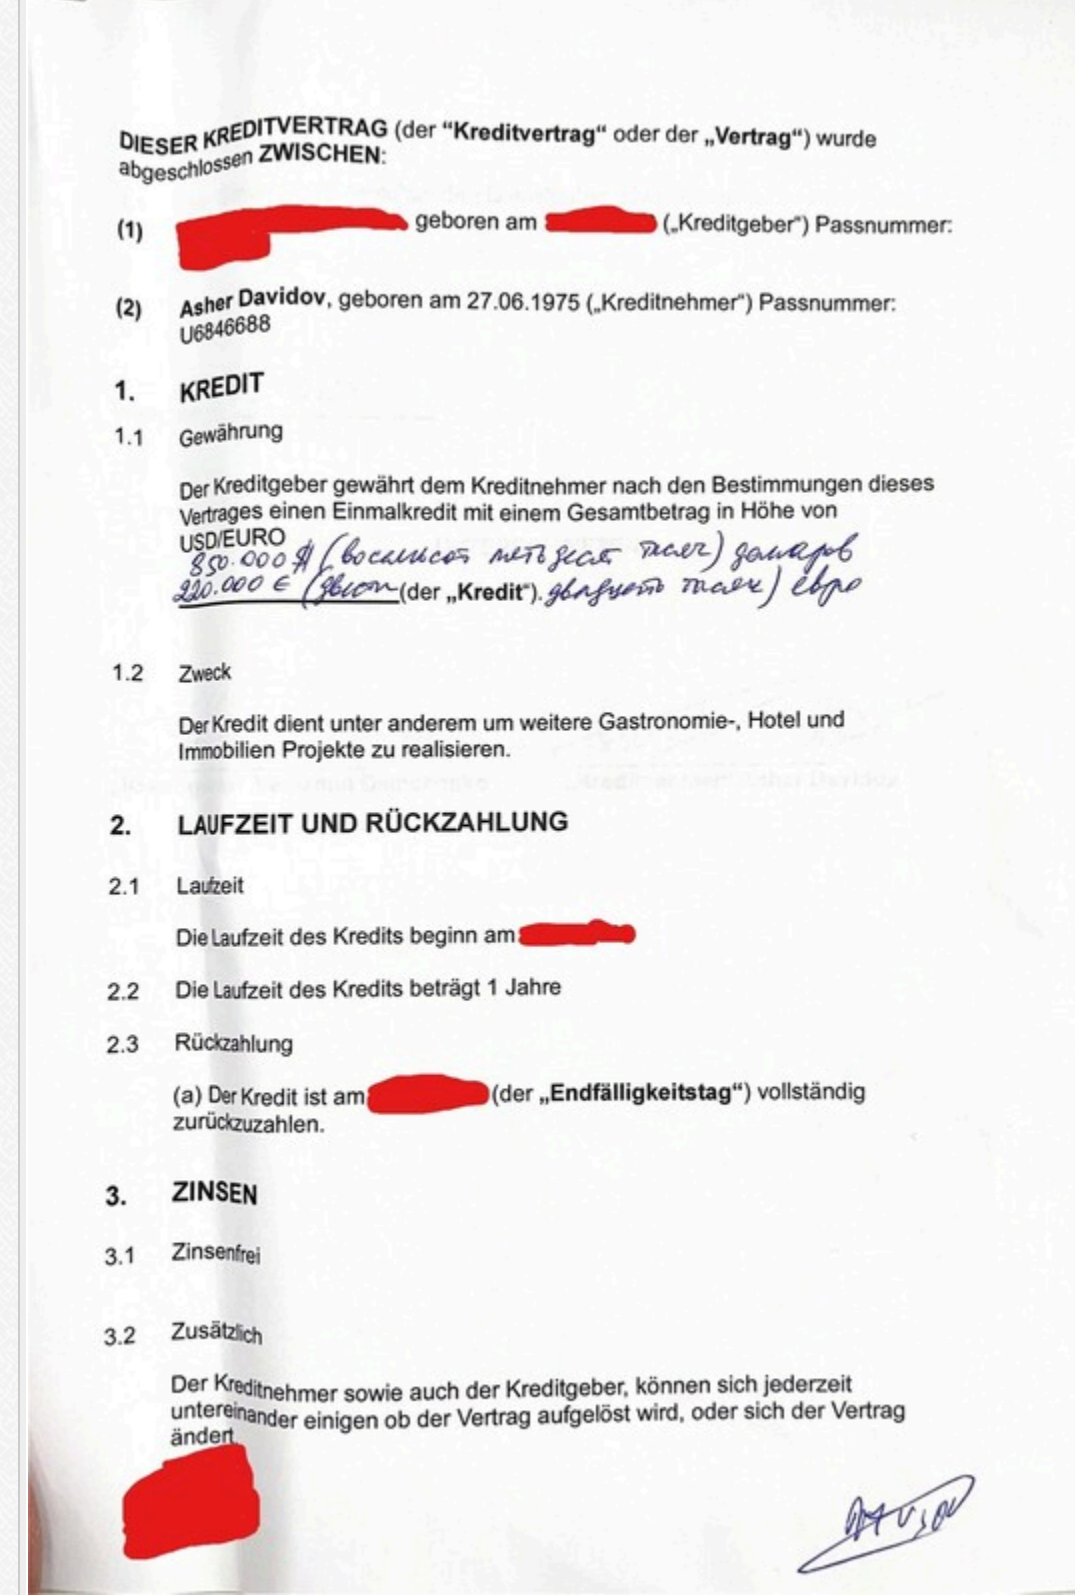 DIESER KREDITVERTRAG (der “Kreditvertrag“ oder der „Vertrag“) wurde
abgeschlossen ZWISCHEN:
(1) geboren am („Kreditgeber“) Passnummer:
(2) Asher Davidov, geboren am 27.06.1975 („Kreditnehmer“) Passnummer:
U6846688
1. KREDIT
1.1 Gewährung
Der Kreditgeber gewährt dem Kreditnehmer nach den Bestimmungen dieses
Vertrages einen Einmalkredit mit einem Gesamtbetrag in Höhe von
USD/EURO
850.000 $ (восемьсот пятьдесят тысяч) доларов
220.000 € (двести (der „Kredit“). двадцать тысяч) евро
1.2 Zweck
Der Kredit dient unter anderem um weitere Gastronomie-, Hotel und
Immobilien Projekte zu realisieren.
2. LAUFZEIT UND RÜCKZAHLUNG
2.1 Laufzeit
Die Laufzeit des Kredits beginn am
2.2 Die Laufzeit des Kredits beträgt 1 Jahre
2.3 Rückzahlung
(a) Der Kredit ist am (der „Endfälligkeitstag“) vollständig
zurückzuzahlen.
3. ZINSEN
3.1 Zinsenfrei
3.2 Zusätzlich
Der Kreditnehmer sowie auch der Kreditgeber, können sich jederzeit
untereinander einigen ob der Vertrag aufgelöst wird, oder sich der Vertrag
ändert.